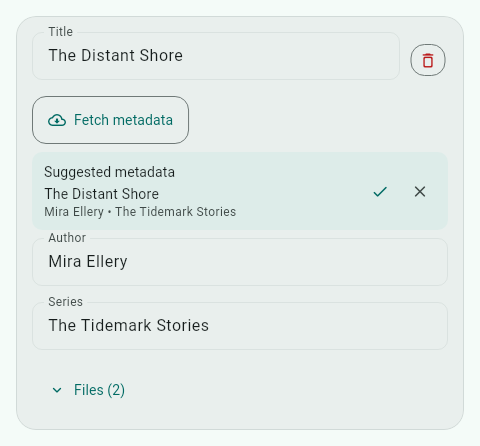 Title
The Distant Shore
Fetch metadata
Suggested metadata
The Distant Shore
Mira Ellery • The Tidemark Stories
Author
Mira Ellery
Series
The Tidemark Stories
Files (2)